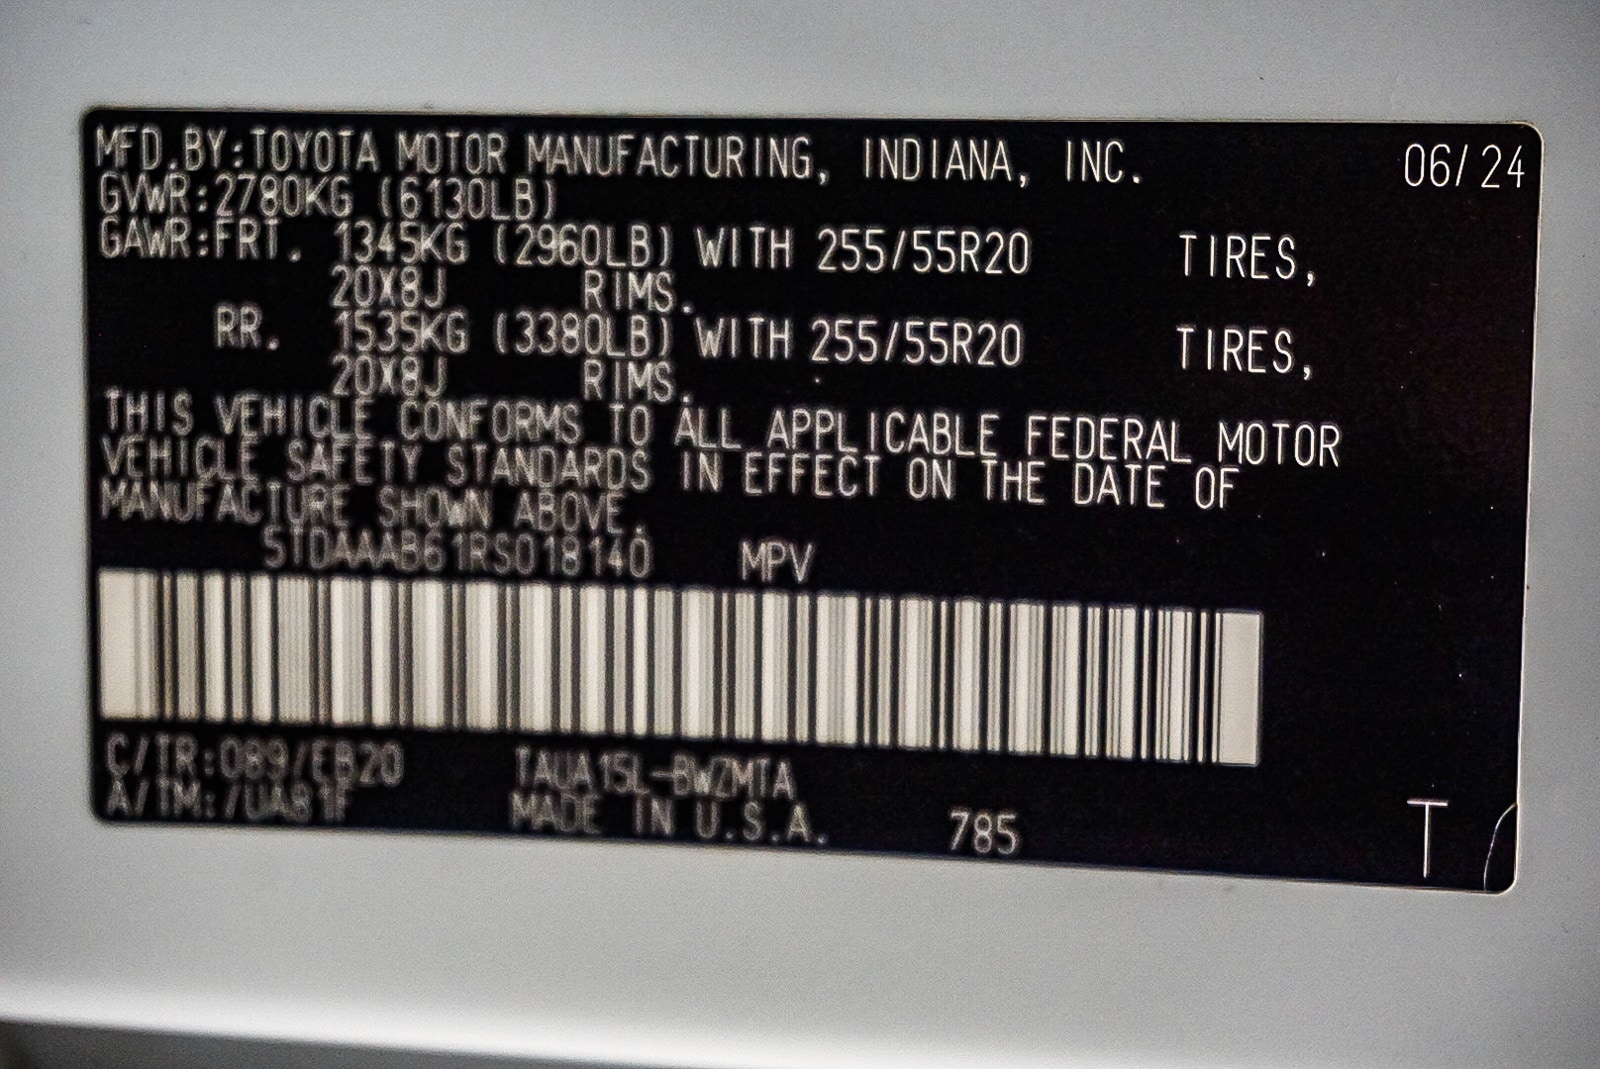 MFD.BY:TOYOTA MOTOR MANUFACTURING, INDIANA, INC. 06/24
GVWR:2780KG (6130LB)
GAWR:FRT. 1345KG (2960LB) WITH 255/55R20 TIRES,
20X8J RIMS.
RR. 1535KG (3380LB) WITH 255/55R20 TIRES,
20X8J RIMS.
THIS VEHICLE CONFORMS TO ALL APPLICABLE FEDERAL MOTOR
VEHICLE SAFETY STANDARDS IN EFFECT ON THE DATE OF
MANUFACTURE SHOWN ABOVE.
5TDAAAB61RS018140 MPV
C/TR:089/EB20 TAUA15L-BWZMTA
A/TM:/UA81F MADE IN U.S.A. 785 T